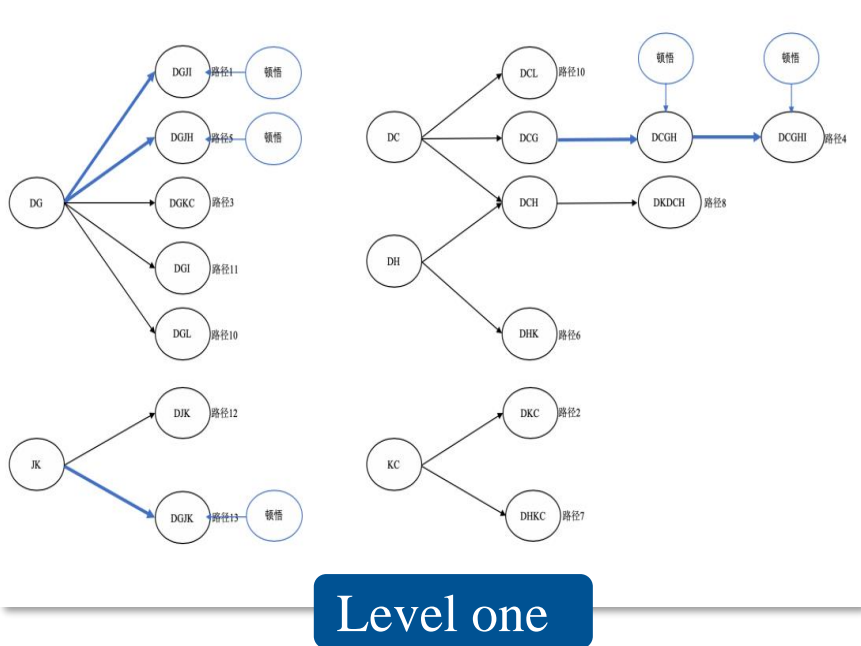 DGJI
路径1
顿悟
DGJH
路径5
顿悟
DG
DGKC
路径3
DGI
路径11
DGL
路径10
DCL
路径10
顿悟
顿悟
DC
DCG
DCGH
DCGHI
路径4
DCH
DKDCH
路径8
DH
DHK
路径6
JK
DJK
路径12
DGJK
路径13
顿悟
KC
DKC
路径2
DHKC
路径7
Level one